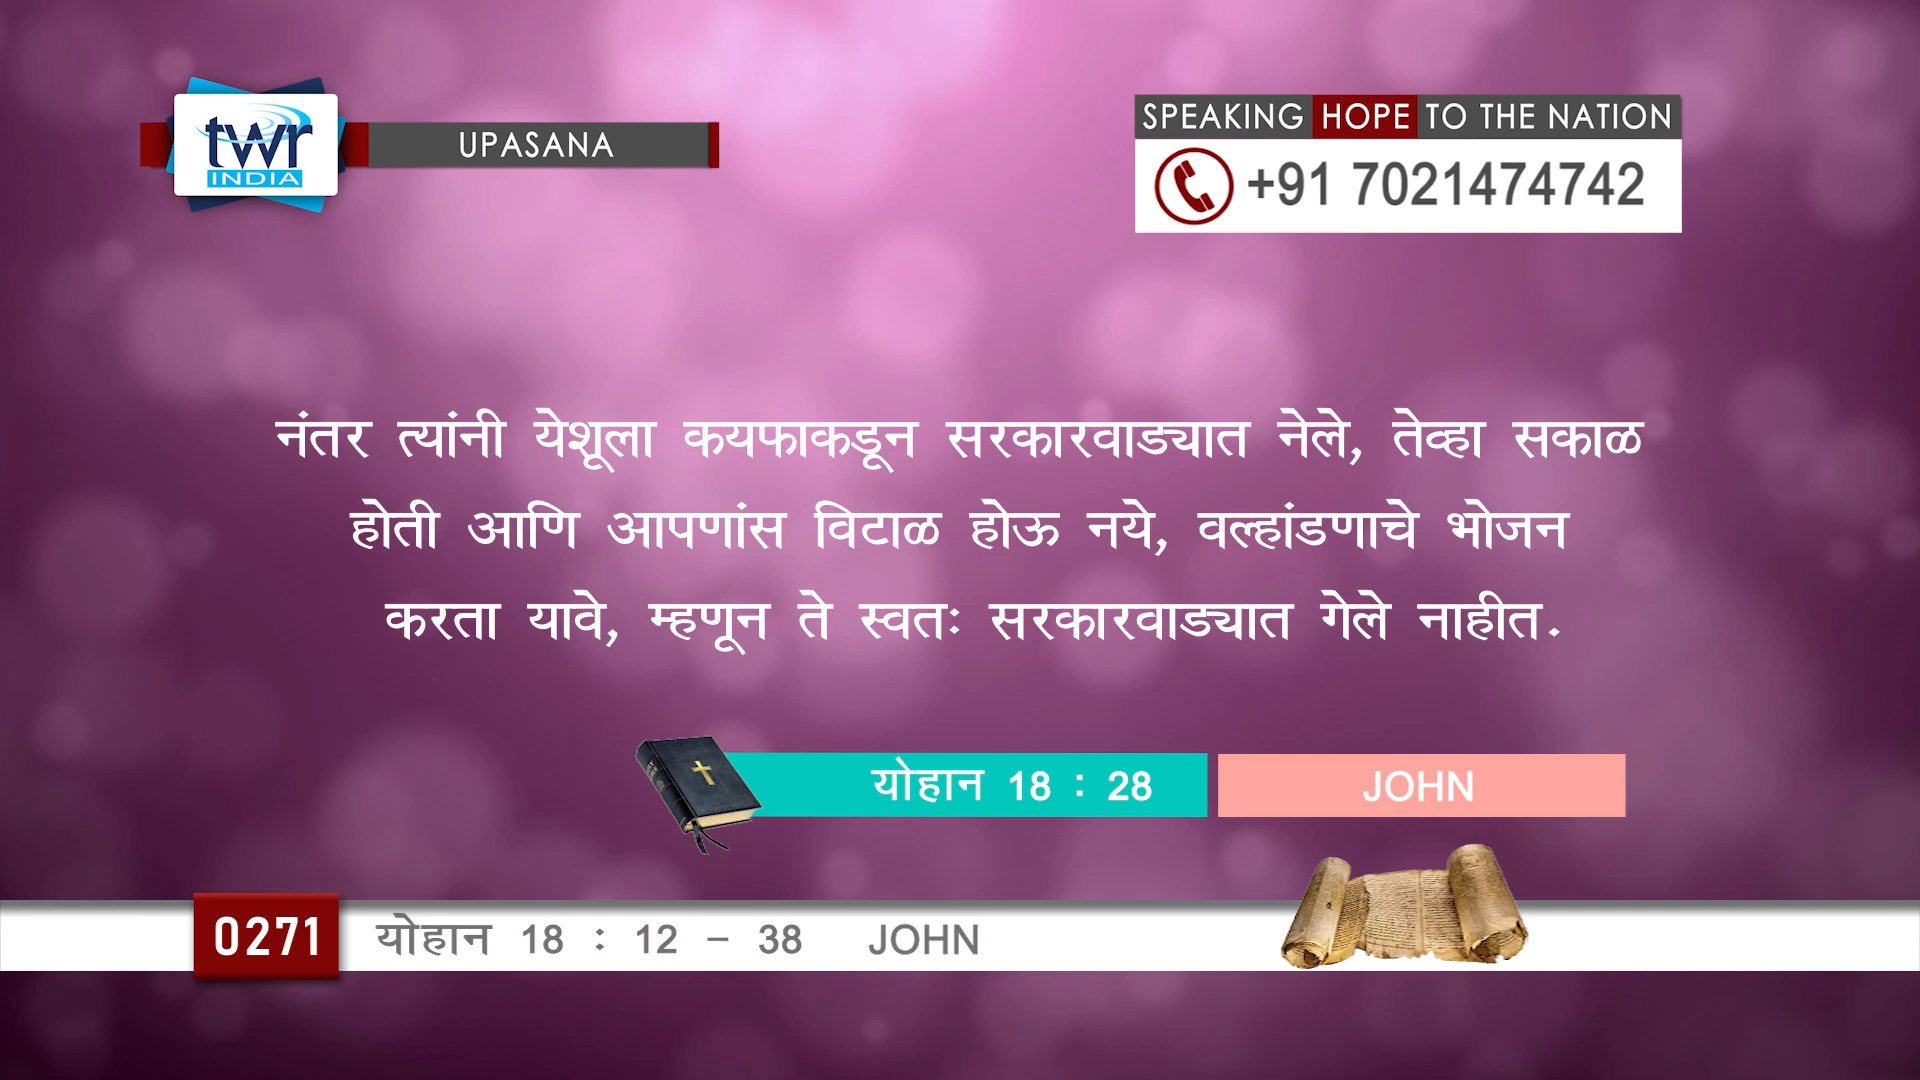 twr
INDIA
UPASANA
SPEAKING HOPE TO THE NATION
+91 7021474742
नंतर त्यांनी येशूला कयफाकडून सरकारवाड्यात नेले, तेव्हा सकाळ
होती आणि आपणांस विटाळ होऊ नये, वल्हांडणाचे भोजन
करता यावे, म्हणून ते स्वतः सरकारवाड्यात गेले नाहीत.
योहान 18 : 28 JOHN
0271 योहान 18 : 12 - 38 JOHN